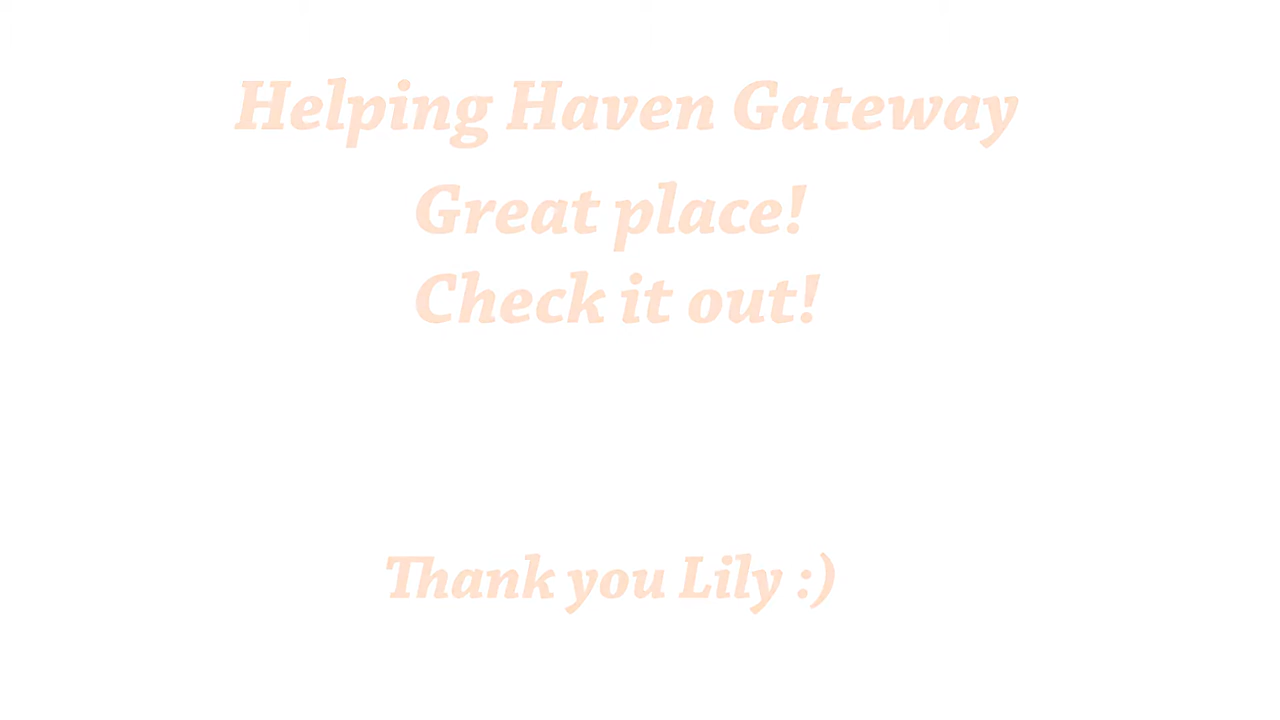 Helping Haven Gateway
Great place!
Check it out!
Thank you Lily :)